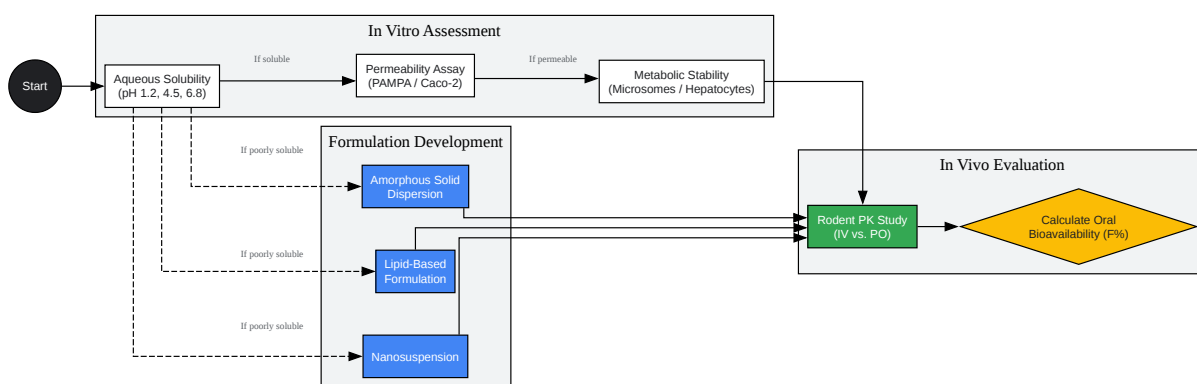 In Vitro Assessment
Start
Aqueous Solubility
(pH 1.2, 4.5, 6.8)
If soluble
Permeability Assay
(PAMPA / Caco-2)
If permeable
Metabolic Stability
(Microsomes / Hepatocytes)
Formulation Development
If poorly soluble
Amorphous Solid
Dispersion
If poorly soluble
Lipid-Based
Formulation
If poorly soluble
Nanosuspension
In Vivo Evaluation
Rodent PK Study
(IV vs. PO)
Calculate Oral
Bioavailability (F%)